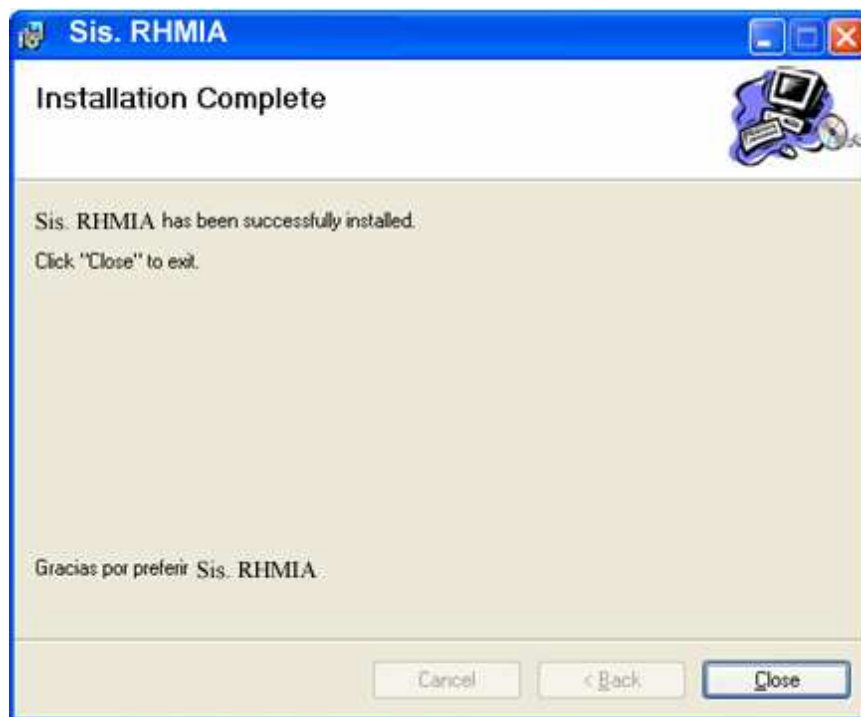 Sis. RHMIA
Installation Complete
Sis. RHMIA has been successfully installed.
Click "Close" to exit.
Gracias por preferir Sis. RHMIA
Cancel
< Back
Close